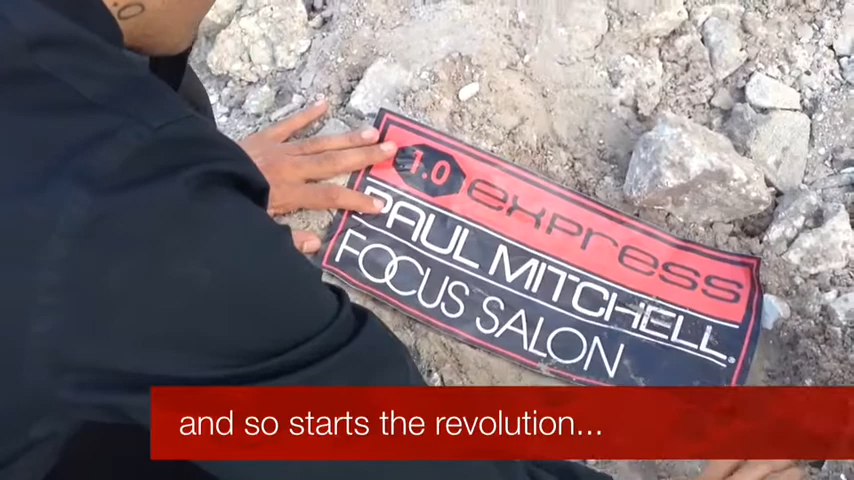 1.0 express
PAUL MITCHELL®
FOCUS SALON
and so starts the revolution...